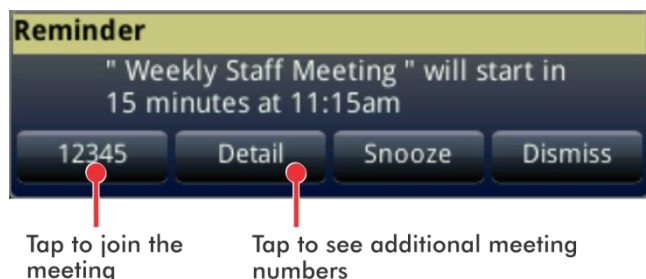 Reminder
" Weekly Staff Meeting " will start in
15 minutes at 11:15am
12345 Detail Snooze Dismiss
Tap to join the Tap to see additional meeting
meeting numbers